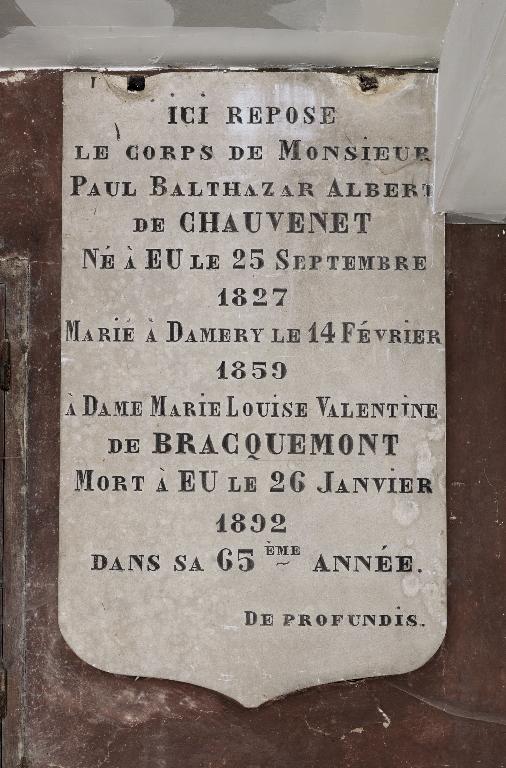 ICI REPOSE
LE CORPS DE MONSIEUR
PAUL BALTHAZAR ALBERT
DE CHAUVENET
NÉ À EU LE 25 SEPTEMBRE
1827
MARIÉ À DAMERY LE 14 FÉVRIER
1859
À DAME MARIE LOUISE VALENTINE
DE BRACQUEMONT
MORT À EU LE 26 JANVIER
1892
DANS SA 65ÈME ANNÉE.
DE PROFUNDIS.